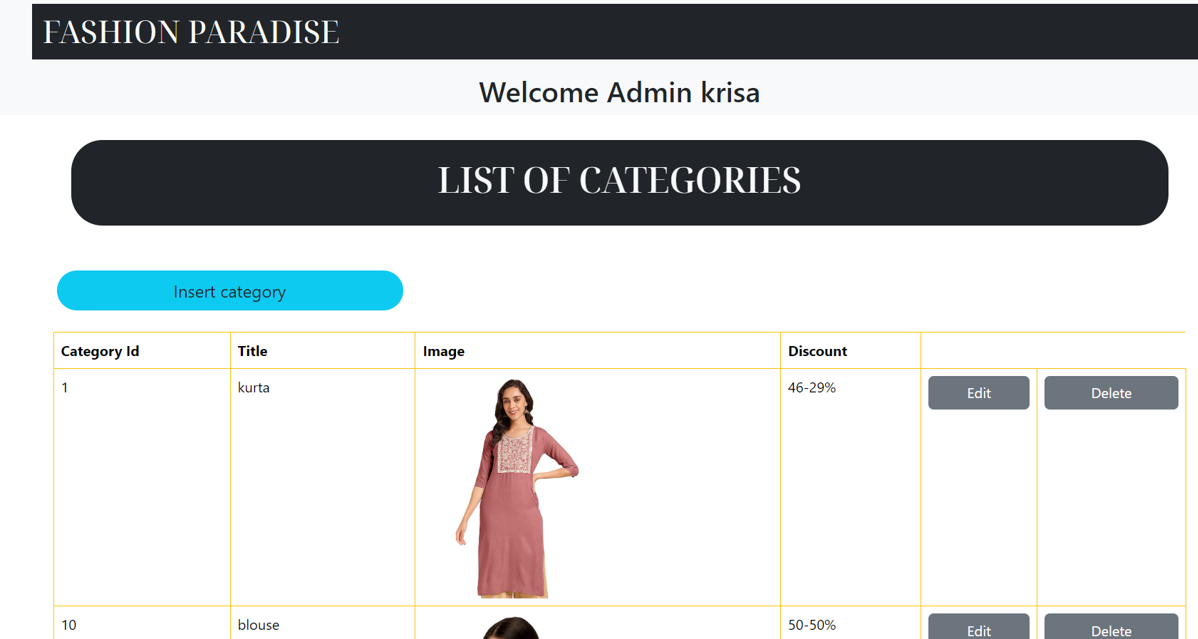 FASHION PARADISE
Welcome Admin krisa
LIST OF CATEGORIES
Insert category
Category Id Title Image Discount
1 kurta 46-29% Edit Delete
10 blouse 50-50% Edit Delete